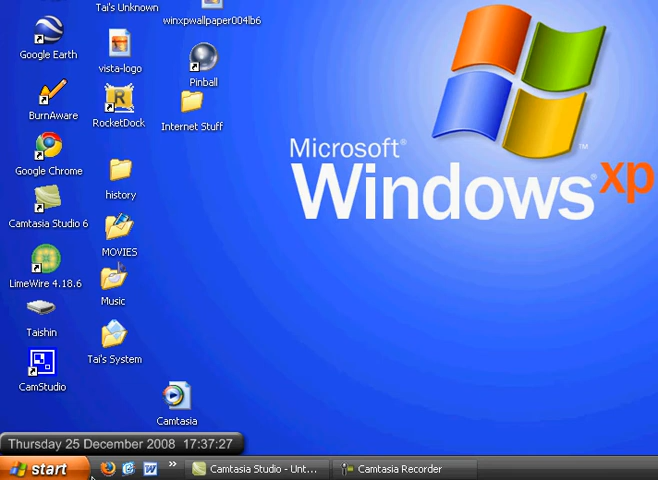 Tai's Unknown
winxpwallpaper004lb6
Google Earth
vista-logo
Pinball
BurnAware
RocketDock
Internet Stuff
Google Chrome
history
Camtasia Studio 6
MOVIES
LimeWire 4.18.6
Music
Taishin
Tai's System
CamStudio
Camtasia
Microsoft®
Windows® xp
TM
Thursday 25 December 2008 17:37:27
start
Camtasia Studio - Unt...
Camtasia Recorder